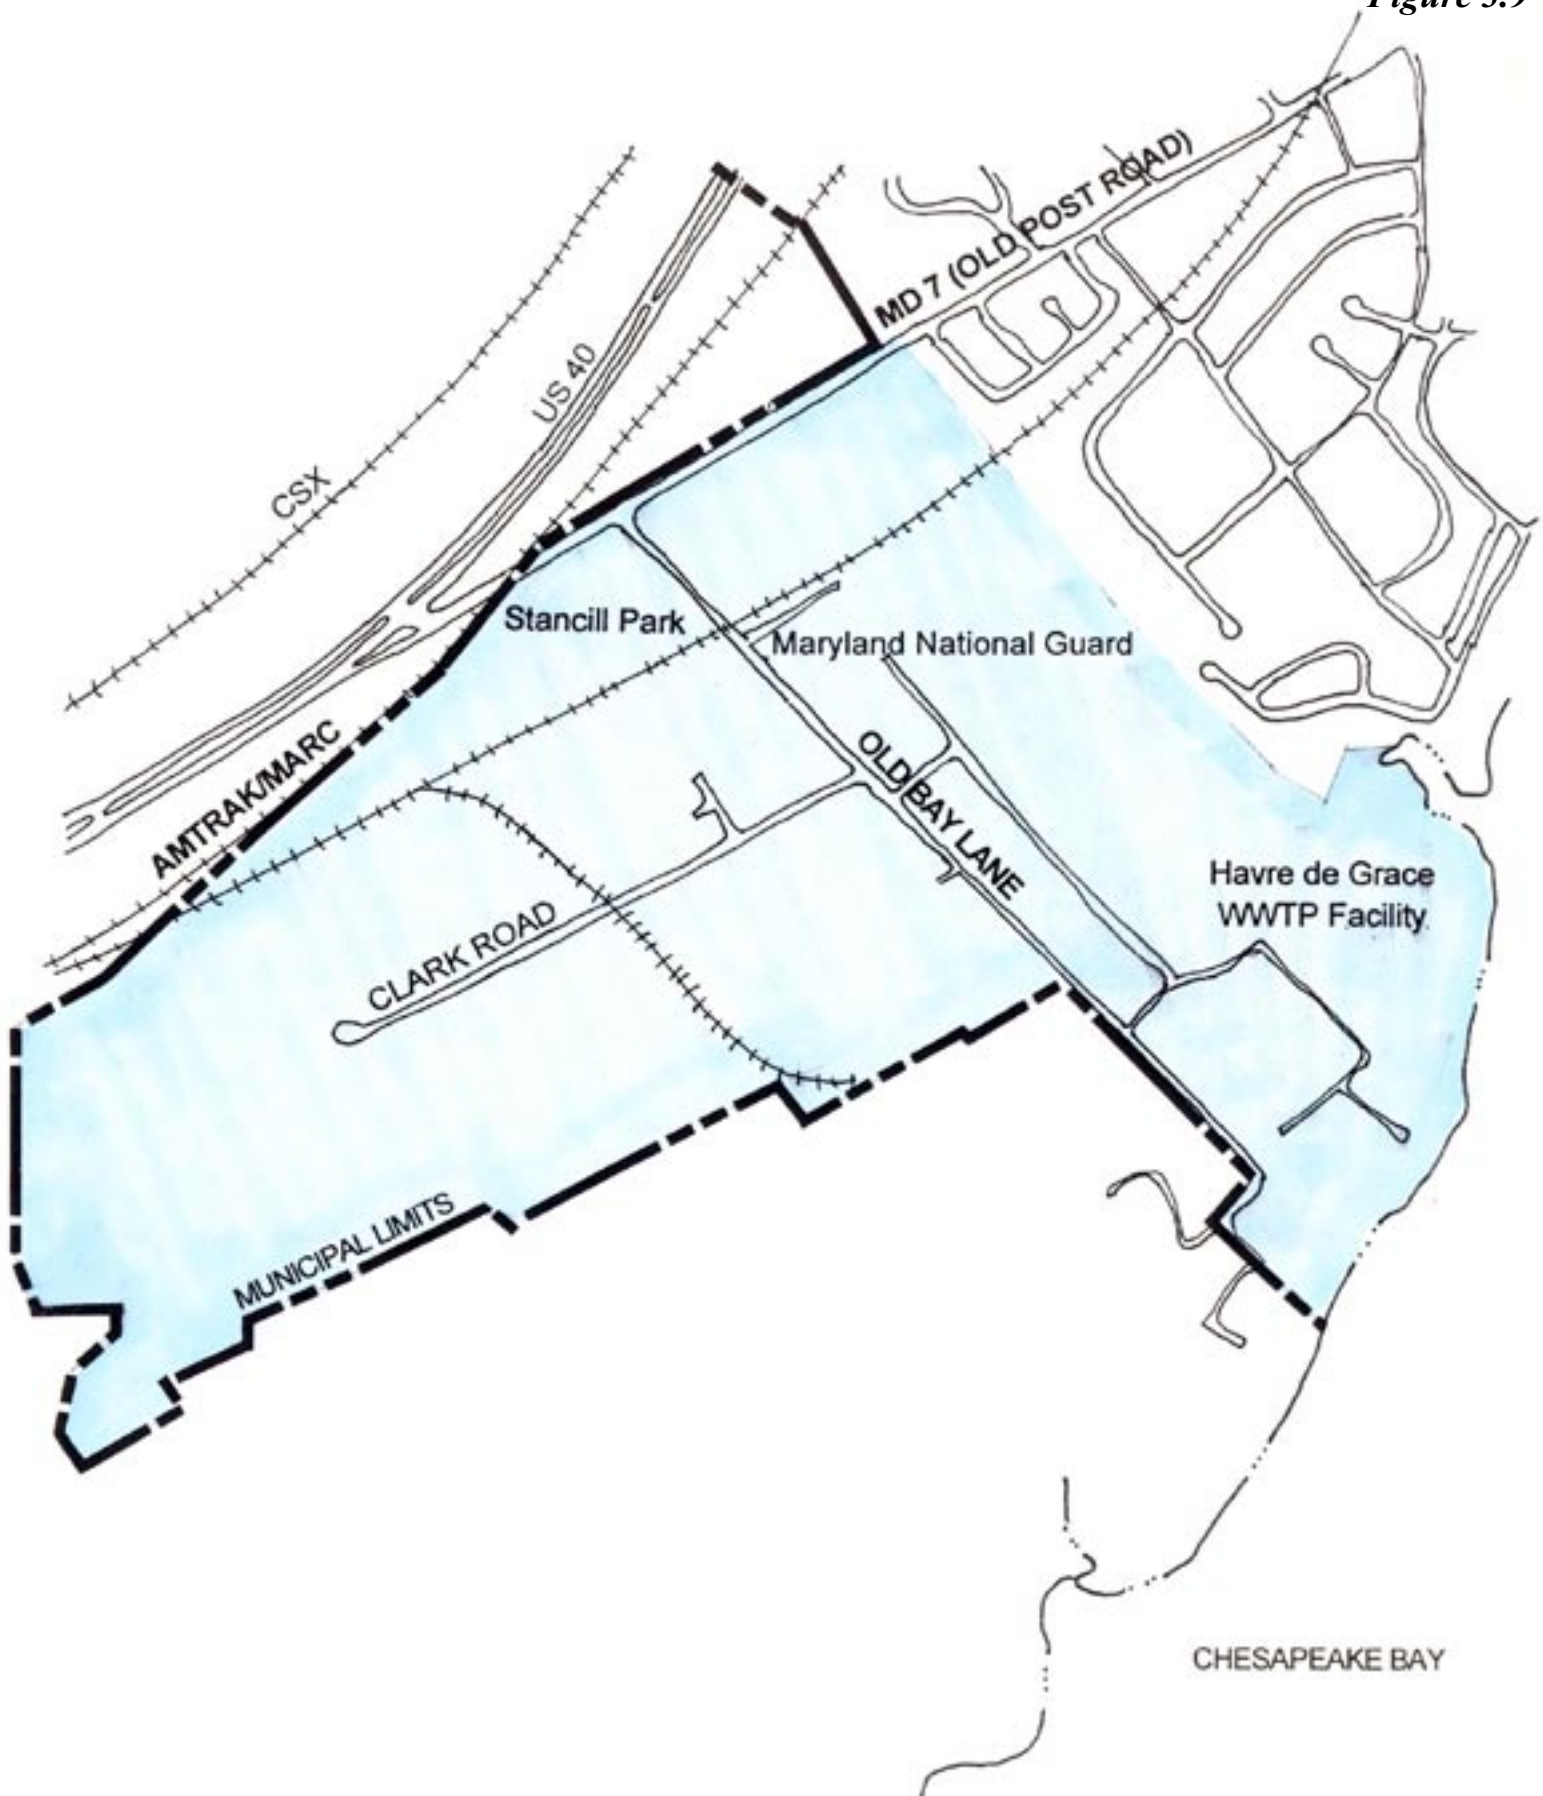 Figure 3.9
MD 7 (OLD POST ROAD)
US 40
CSX
Stancill Park
Maryland National Guard
AMTRAK/MARC
OLD BAY LANE
Havre de Grace
WWTP Facility
CLARK ROAD
MUNICIPAL LIMITS
CHESAPEAKE BAY